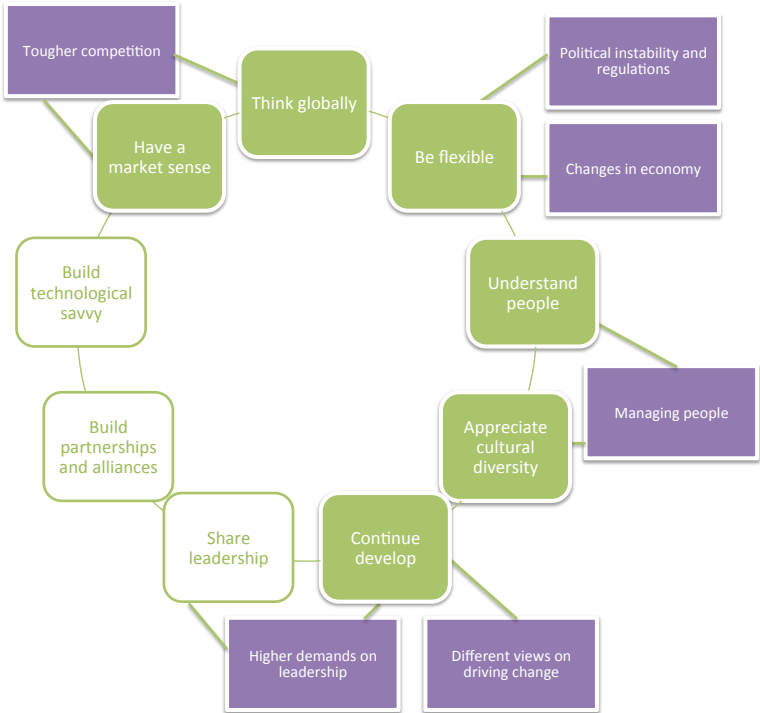 Tougher competition
Think globally
Political instability and
regulations
Have a
market sense
Be flexible
Changes in economy
Build
technological
savvy
Understand
people
Build
partnerships
and alliances
Appreciate
cultural
diversity
Managing people
Share
leadership
Continue
develop
Higher demands on
leadership
Different views on
driving change